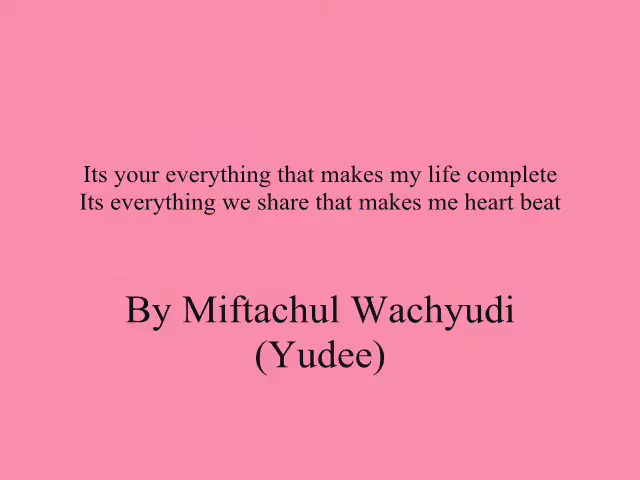 Its your everything that makes my life complete
Its everything we share that makes me heart beat
By Miftachul Wachyudi
(Yudee)